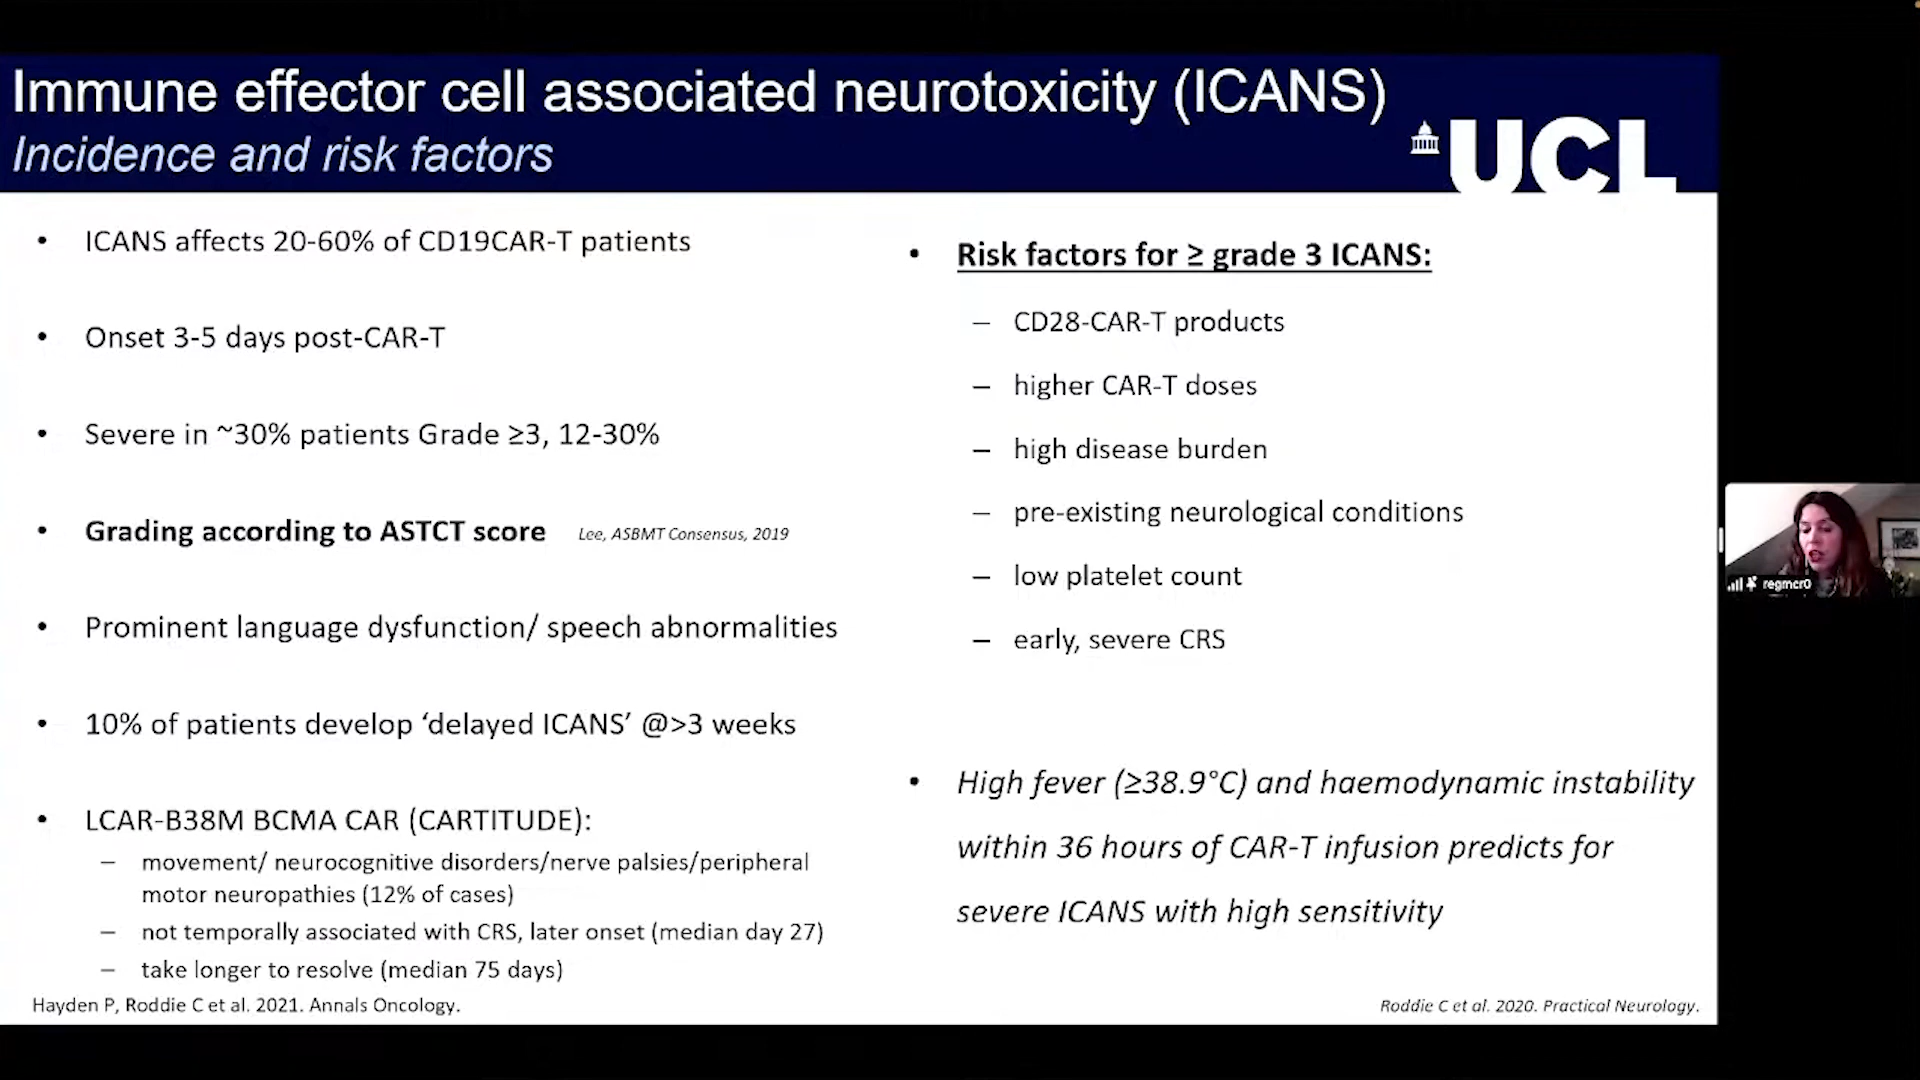 Immune effector cell associated neurotoxicity (ICANS)
Incidence and risk factors
UCL
• ICANS affects 20-60% of CD19CAR-T patients
• Onset 3-5 days post-CAR-T
• Severe in ~30% patients Grade ≥3, 12-30%
• Grading according to ASTCT score Lee, ASBMT Consensus, 2019
• Prominent language dysfunction/ speech abnormalities
• 10% of patients develop ‘delayed ICANS’ @>3 weeks
• LCAR-B38M BCMA CAR (CARTITUDE):
– movement/ neurocognitive disorders/nerve palsies/peripheral
motor neuropathies (12% of cases)
– not temporally associated with CRS, later onset (median day 27)
– take longer to resolve (median 75 days)
Hayden P, Roddie C et al. 2021. Annals Oncology.
• Risk factors for ≥ grade 3 ICANS:
– CD28-CAR-T products
– higher CAR-T doses
– high disease burden
– pre-existing neurological conditions
– low platelet count
– early, severe CRS
• High fever (≥38.9°C) and haemodynamic instability
within 36 hours of CAR-T infusion predicts for
severe ICANS with high sensitivity
Roddie C et al. 2020. Practical Neurology.
regmcr0